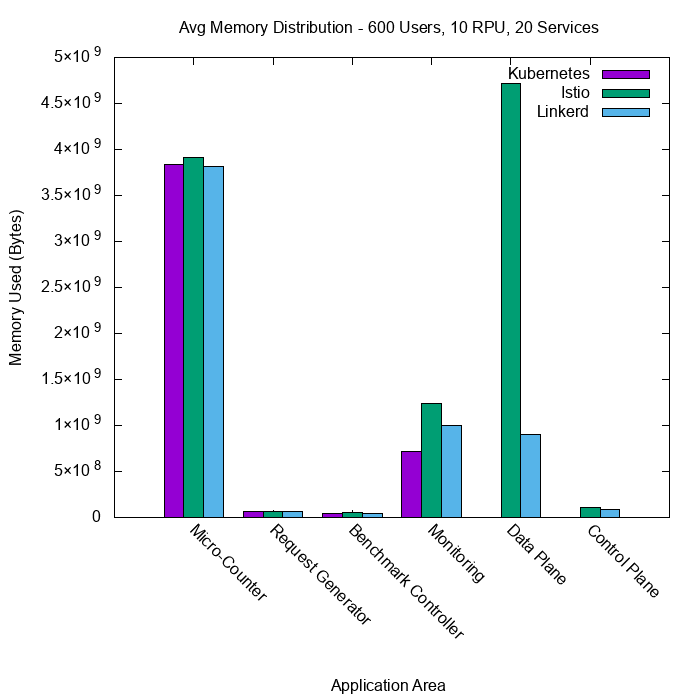 Avg Memory Distribution - 600 Users, 10 RPU, 20 Services
Kubernetes
Istio
Linkerd
5×10 9
4.5×10 9
4×10 9
3.5×10 9
3×10 9
2.5×10 9
2×10 9
1.5×10 9
1×10 9
5×10 8
0
Memory Used (Bytes)
Micro-Counter
Request Generator
Benchmark Controller
Monitoring
Data Plane
Control Plane
Application Area